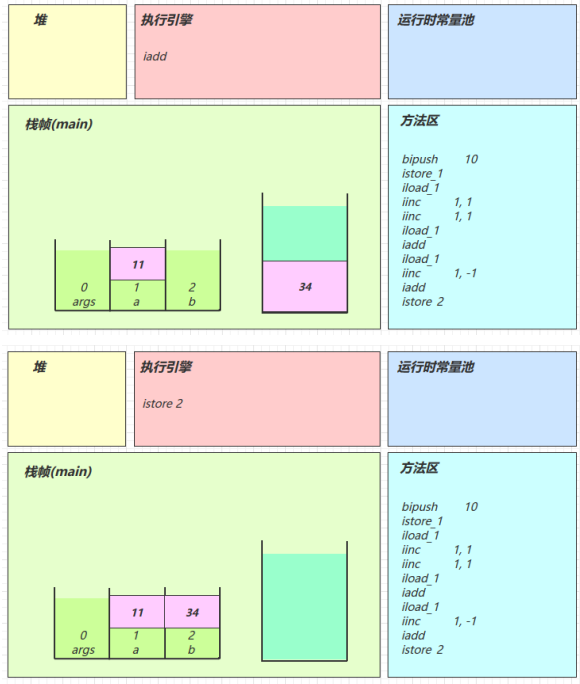 堆
执行引擎
iadd
运行时常量池
栈帧(main)
11
0
1
2
args
a
b
34
方法区
bipush 10
istore_1
iload_1
iinc 1, 1
iinc 1, 1
iload_1
iadd
iload_1
iinc 1, -1
iadd
istore 2
堆
执行引擎
istore 2
运行时常量池
栈帧(main)
11
34
0
1
2
args
a
b
方法区
bipush 10
istore_1
iload_1
iinc 1, 1
iinc 1, 1
iload_1
iadd
iload_1
iinc 1, -1
iadd
istore 2